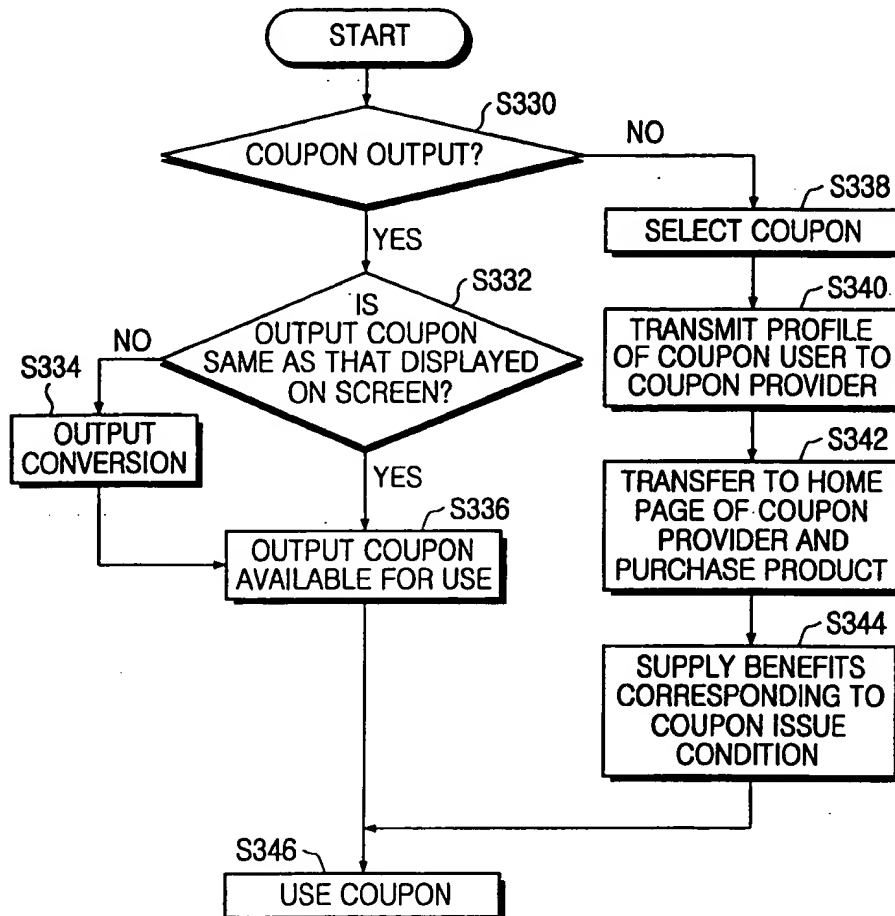 START
S330
COUPON OUTPUT?
NO
S338
SELECT COUPON
YES
S332
S340
IS
OUTPUT COUPON
SAME AS THAT DISPLAYED
ON SCREEN?
NO
S334
TRANSMIT PROFILE
OF COUPON USER TO
COUPON PROVIDER
OUTPUT
CONVERSION
YES
S342
TRANSFER TO HOME
PAGE OF COUPON
PROVIDER AND
PURCHASE PRODUCT
S336
OUTPUT COUPON
AVAILABLE FOR USE
S344
SUPPLY BENEFITS
CORRESPONDING TO
COUPON ISSUE
CONDITION
S346
USE COUPON